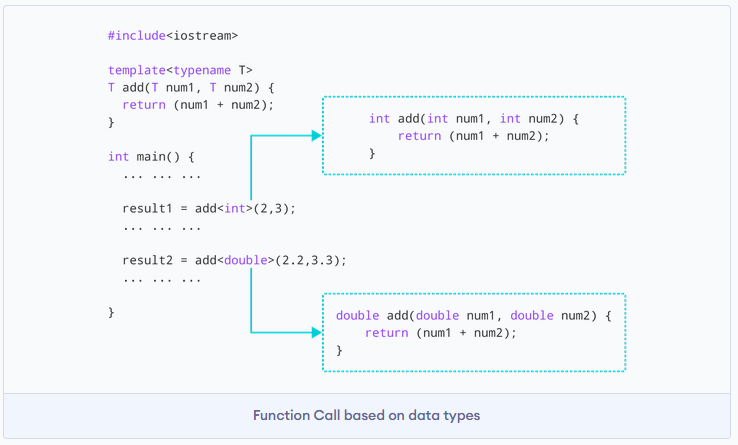 #include<iostream>
template<typename T>
T add(T num1, T num2) {
return (num1 + num2);
}
int main() {
... ... ...
result1 = add<int>(2,3);
... ... ...
result2 = add<double>(2.2,3.3);
... ... ...
}
int add(int num1, int num2) {
return (num1 + num2);
}
double add(double num1, double num2) {
return (num1 + num2);
}
Function Call based on data types